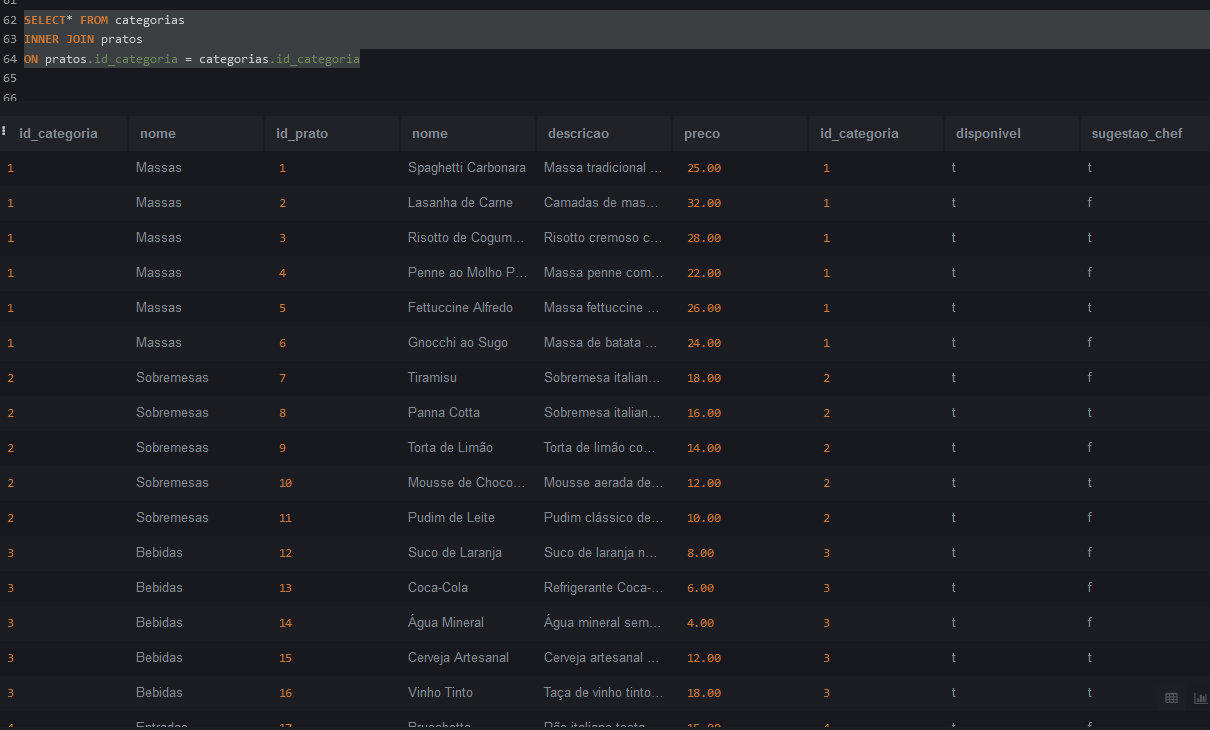 61
62 SELECT* FROM categorias
63 INNER JOIN pratos
64 ON pratos.id_categoria = categorias.id_categoria
65
66
id_categoria nome id_prato nome descricao preco id_categoria disponivel sugestao_chef
1 Massas 1 Spaghetti Carbonara Massa tradicional ... 25.00 1 t t
1 Massas 2 Lasanha de Carne Camadas de mas... 32.00 1 t f
1 Massas 3 Risotto de Cogum... Risotto cremoso c... 28.00 1 t t
1 Massas 4 Penne ao Molho P... Massa penne com... 22.00 1 t f
1 Massas 5 Fettuccine Alfredo Massa fettuccine ... 26.00 1 t t
1 Massas 6 Gnocchi ao Sugo Massa de batata ... 24.00 1 t f
2 Sobremesas 7 Tiramisu Sobremesa italian... 18.00 2 t f
2 Sobremesas 8 Panna Cotta Sobremesa italian... 16.00 2 t t
2 Sobremesas 9 Torta de Limão Torta de limão co... 14.00 2 t f
2 Sobremesas 10 Mousse de Choco... Mousse aerada de... 12.00 2 t t
2 Sobremesas 11 Pudim de Leite Pudim clássico de... 10.00 2 t f
3 Bebidas 12 Suco de Laranja Suco de laranja n... 8.00 3 t f
3 Bebidas 13 Coca-Cola Refrigerante Coca-... 6.00 3 t f
3 Bebidas 14 Água Mineral Água mineral sem... 4.00 3 t f
3 Bebidas 15 Cerveja Artesanal Cerveja artesanal ... 12.00 3 t t
3 Bebidas 16 Vinho Tinto Taça de vinho tinto... 18.00 3 t t
4 Entradas 17 Bruschetta Pão italiano tosta... 15.00 4 t f